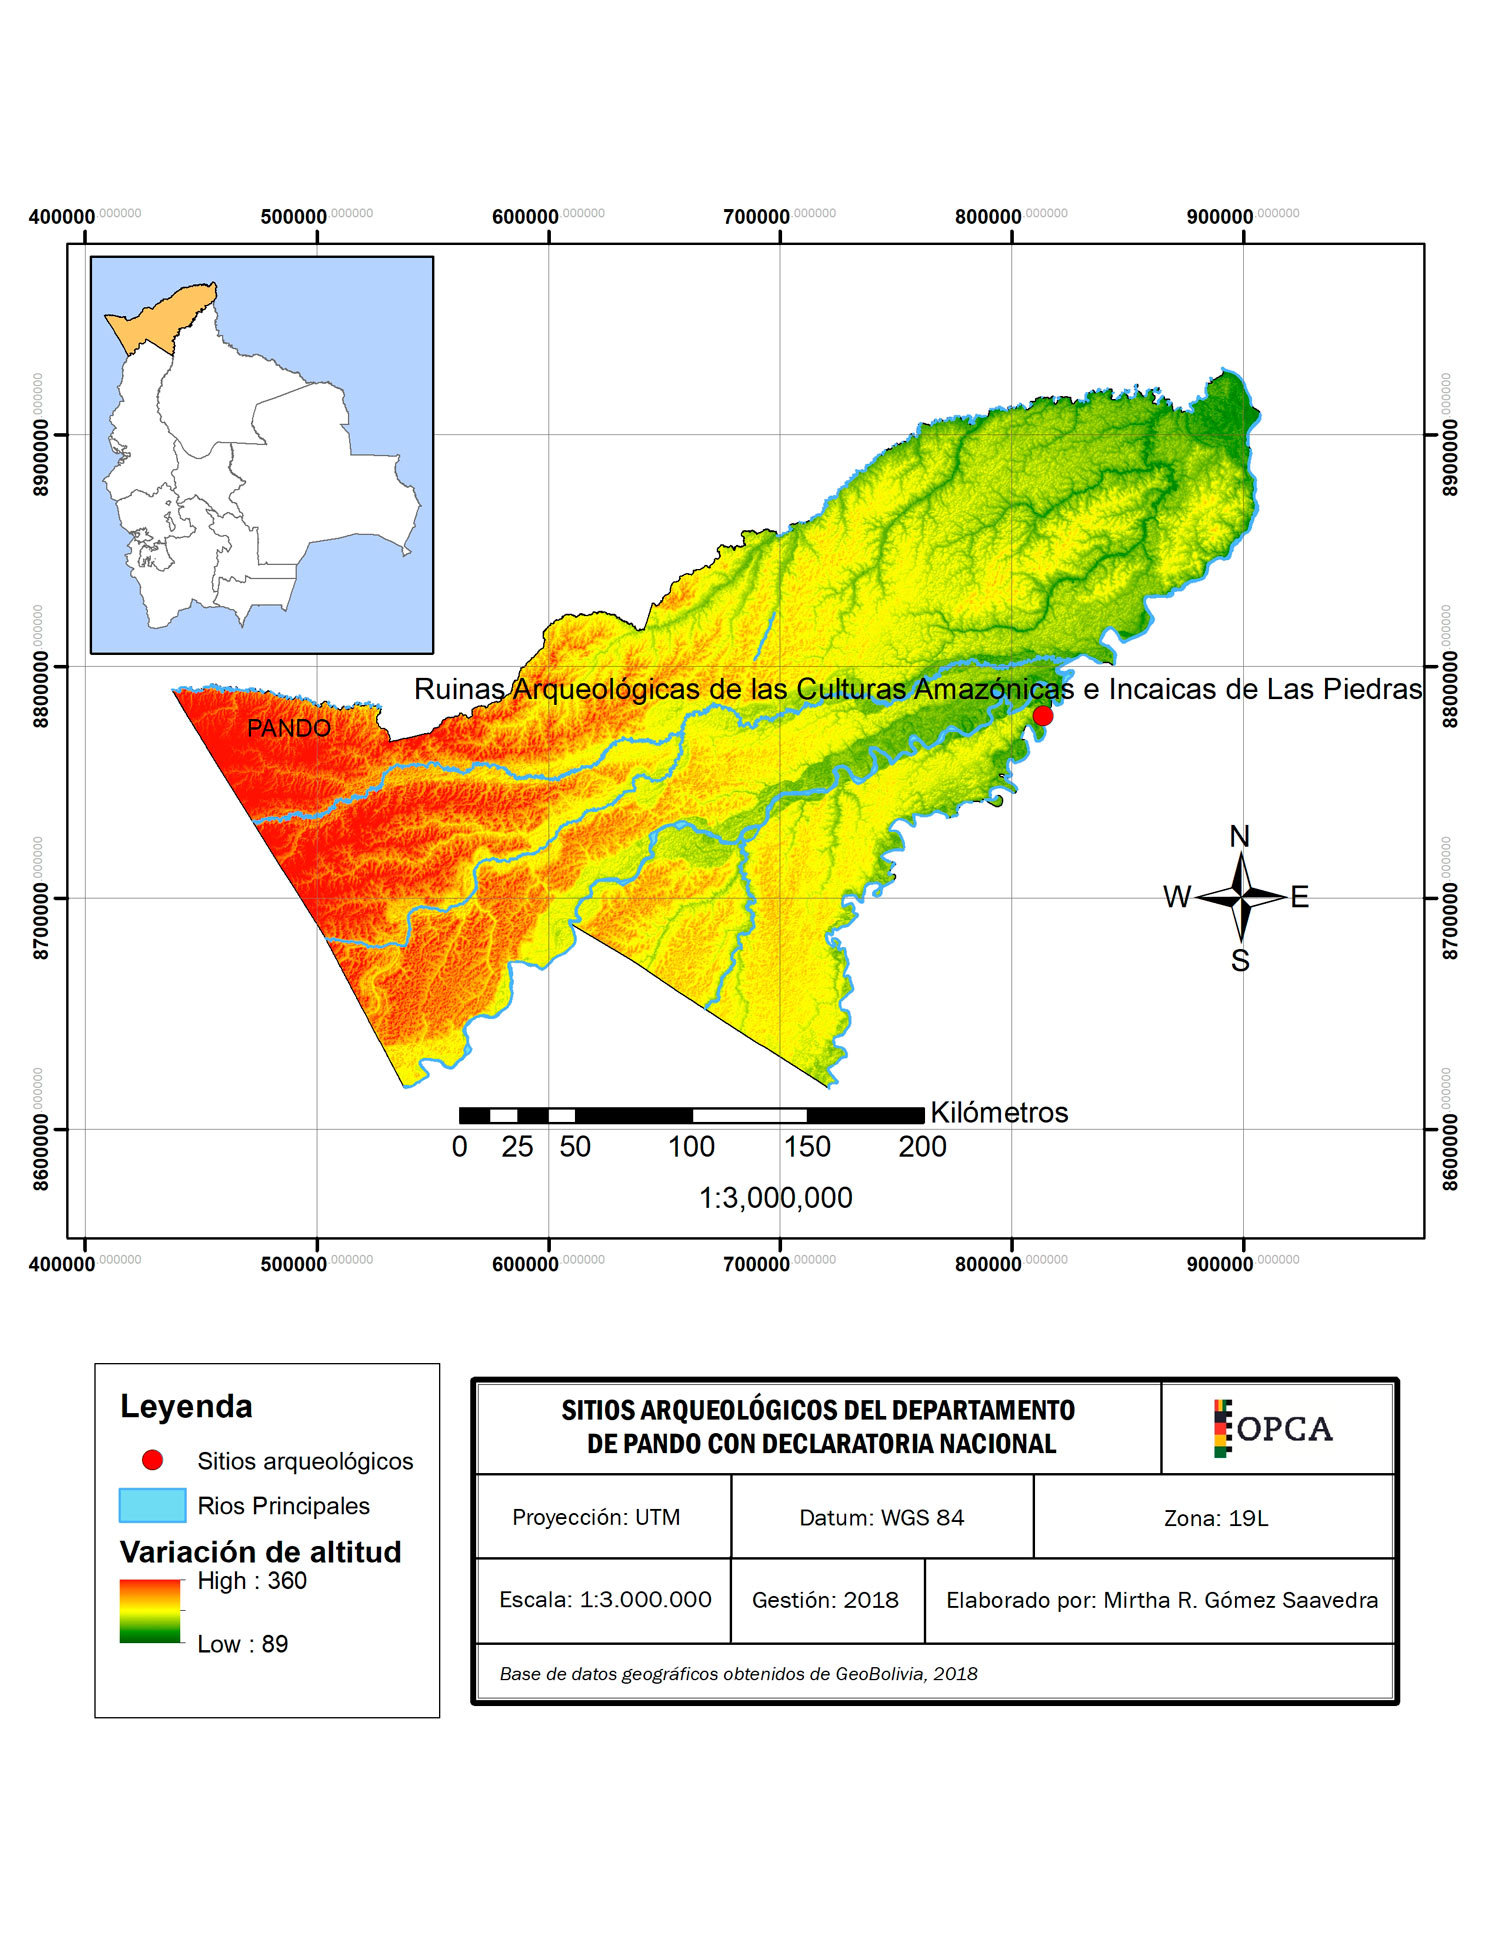 400000.000000 500000.000000 600000.000000 700000.000000 800000.000000 900000.000000
8900000.000000
8800000.000000
8700000.000000
8600000.000000
8900000.000000
8800000.000000
8700000.000000
8600000.000000
Ruinas Arqueológicas de las Culturas Amazónicas e Incaicas de Las Piedras
PANDO
N
W E
S
Kilómetros
0 25 50 100 150 200
1:3,000,000
400000.000000 500000.000000 600000.000000 700000.000000 800000.000000 900000.000000
Leyenda
Sitios arqueológicos
Rios Principales
Variación de altitud
High : 360
Low : 89
SITIOS ARQUEOLÓGICOS DEL DEPARTAMENTO
DE PANDO CON DECLARATORIA NACIONAL
OPCA
Proyección: UTM
Datum: WGS 84
Zona: 19L
Escala: 1:3.000.000
Gestión: 2018
Elaborado por: Mirtha R. Gómez Saavedra
Base de datos geográficos obtenidos de GeoBolivia, 2018